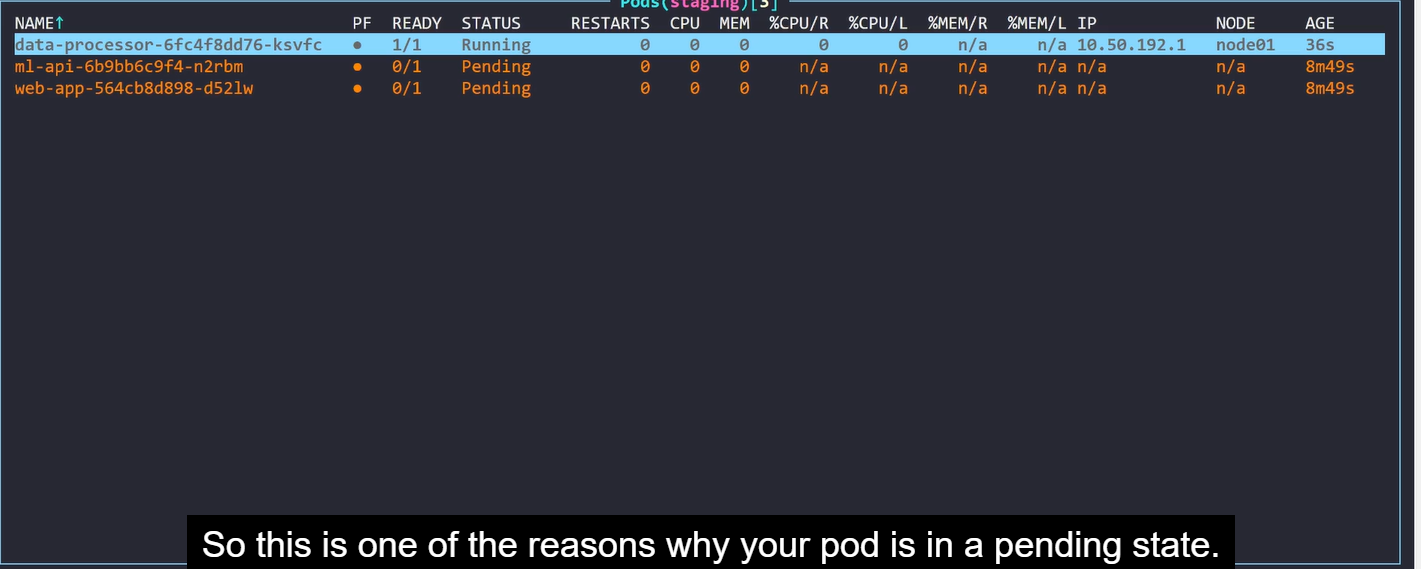 Pods(staging)[3]
NAME↑ PF READY STATUS RESTARTS CPU MEM %CPU/R %CPU/L %MEM/R %MEM/L IP NODE AGE
data-processor-6fc4f8dd76-ksvfc ● 1/1 Running 0 0 0 0 0 n/a n/a 10.50.192.1 node01 36s
ml-api-6b9bb6c9f4-n2rbm ● 0/1 Pending 0 0 0 n/a n/a n/a n/a n/a n/a 8m49s
web-app-564cb8d898-d52lw ● 0/1 Pending 0 0 0 n/a n/a n/a n/a n/a n/a 8m49s
So this is one of the reasons why your pod is in a pending state.